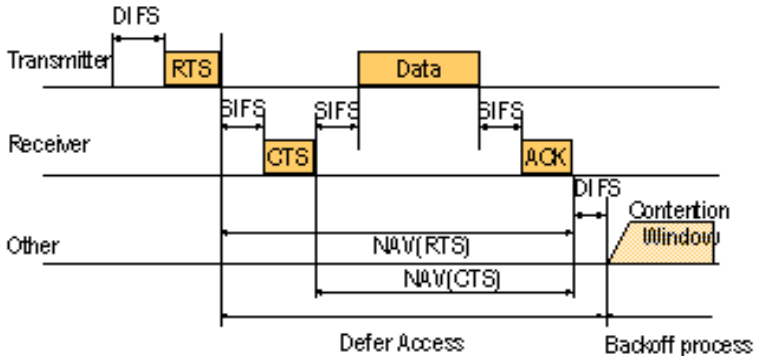 DIFS
Transmitter
RTS
Data
SIFS
SIFS
SIFS
Receiver
CTS
ACK
DIFS
Contention
Window
Other
NAV(RTS)
NAV(CTS)
Defer Access
Backoff process